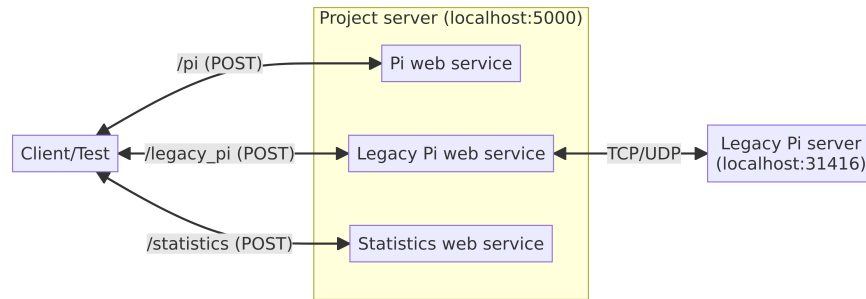 Project server (localhost:5000)
/pi (POST)
Pi web service
Client/Test
/legacy_pi (POST)
Legacy Pi web service
TCP/UDP
Legacy Pi server
(localhost:31416)
/statistics (POST)
Statistics web service